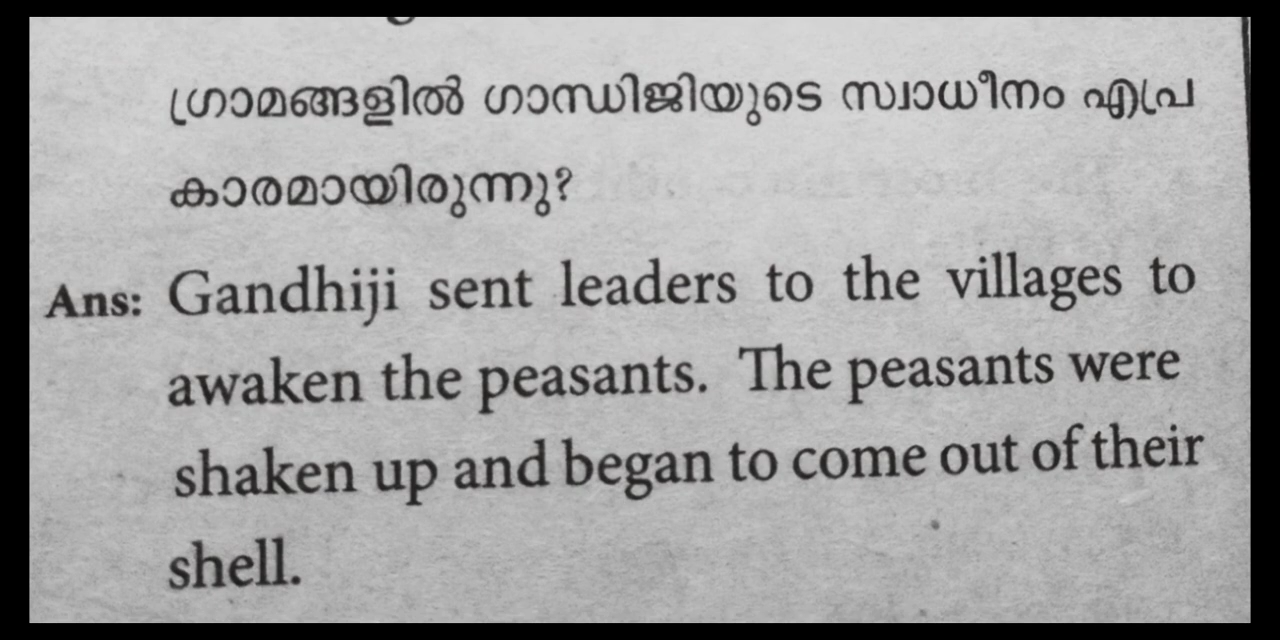 ഗ്രാമങ്ങളിൽ ഗാന്ധിജിയുടെ സ്വാധീനം എപ്ര
കാരമായിരുന്നു?
Ans: Gandhiji sent leaders to the villages to
awaken the peasants. The peasants were
shaken up and began to come out of their
shell.